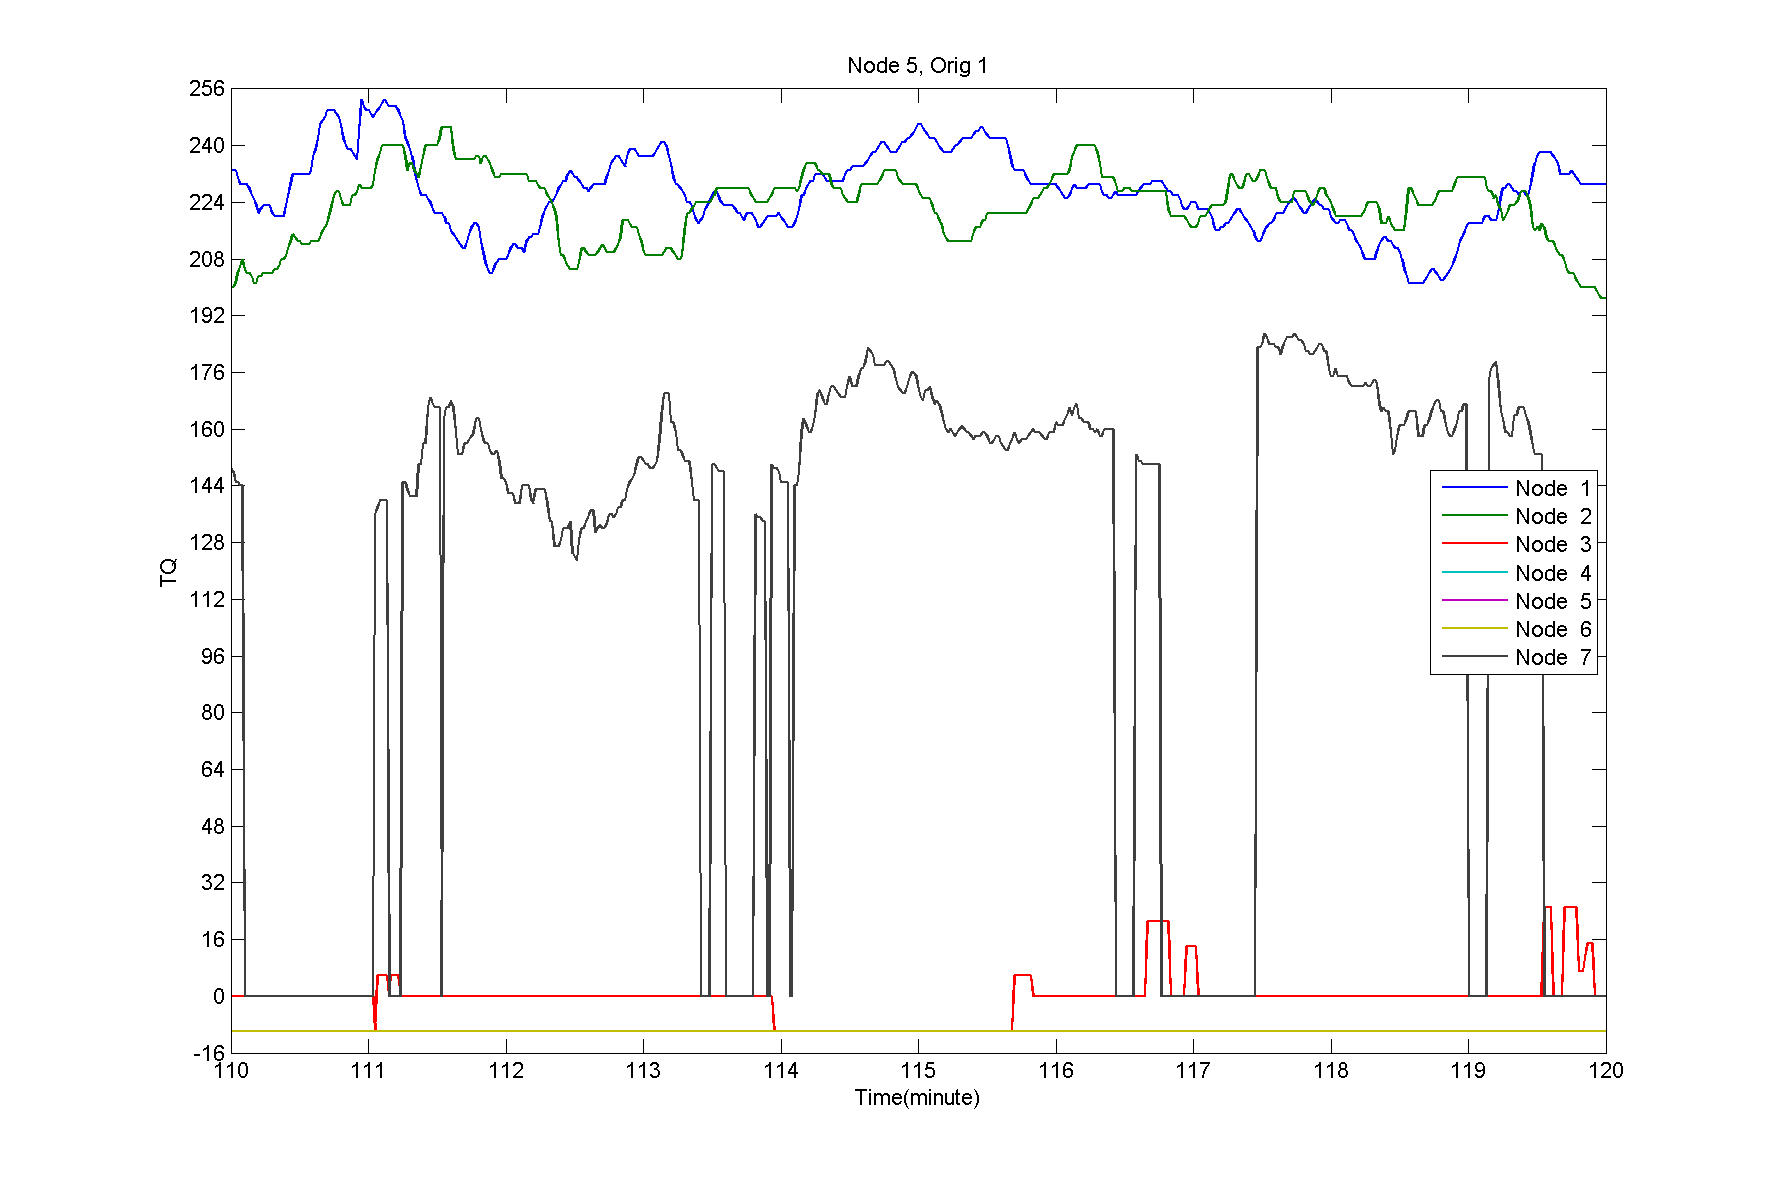 Node 5, Orig 1
256
240
224
208
192
176
160
144
128
112
96
80
64
48
32
16
0
-16
TQ
Node 1
Node 2
Node 3
Node 4
Node 5
Node 6
Node 7
110 111 112 113 114 115 116 117 118 119 120
Time(minute)